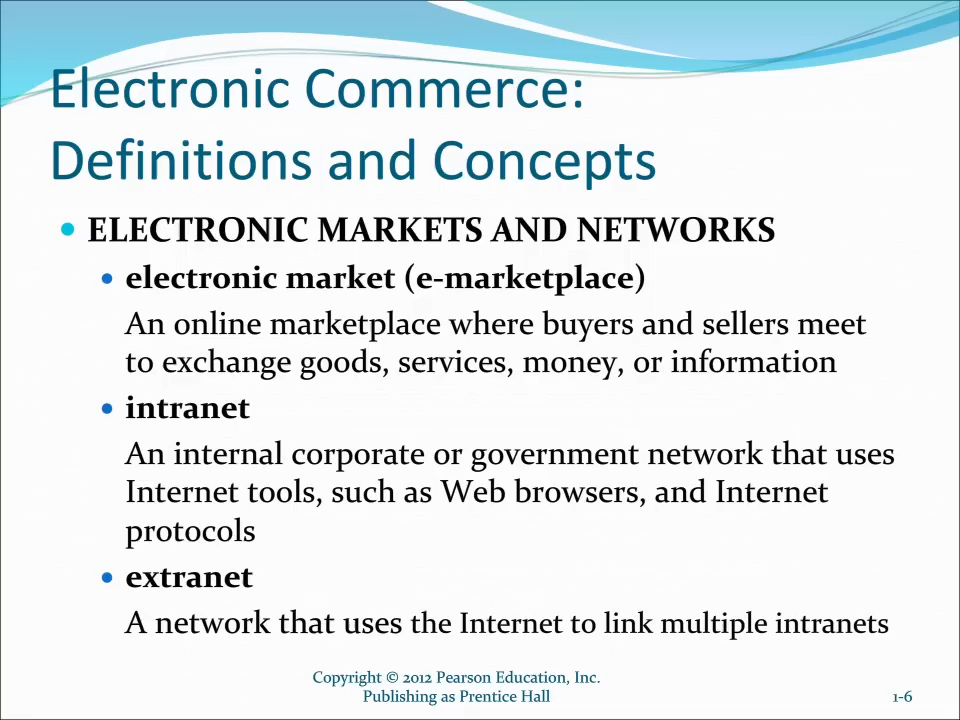 Electronic Commerce:
Definitions and Concepts
• ELECTRONIC MARKETS AND NETWORKS
• electronic market (e-marketplace)
An online marketplace where buyers and sellers meet
to exchange goods, services, money, or information
• intranet
An internal corporate or government network that uses
Internet tools, such as Web browsers, and Internet
protocols
• extranet
A network that uses the Internet to link multiple intranets
Copyright © 2012 Pearson Education, Inc.
Publishing as Prentice Hall
1-6